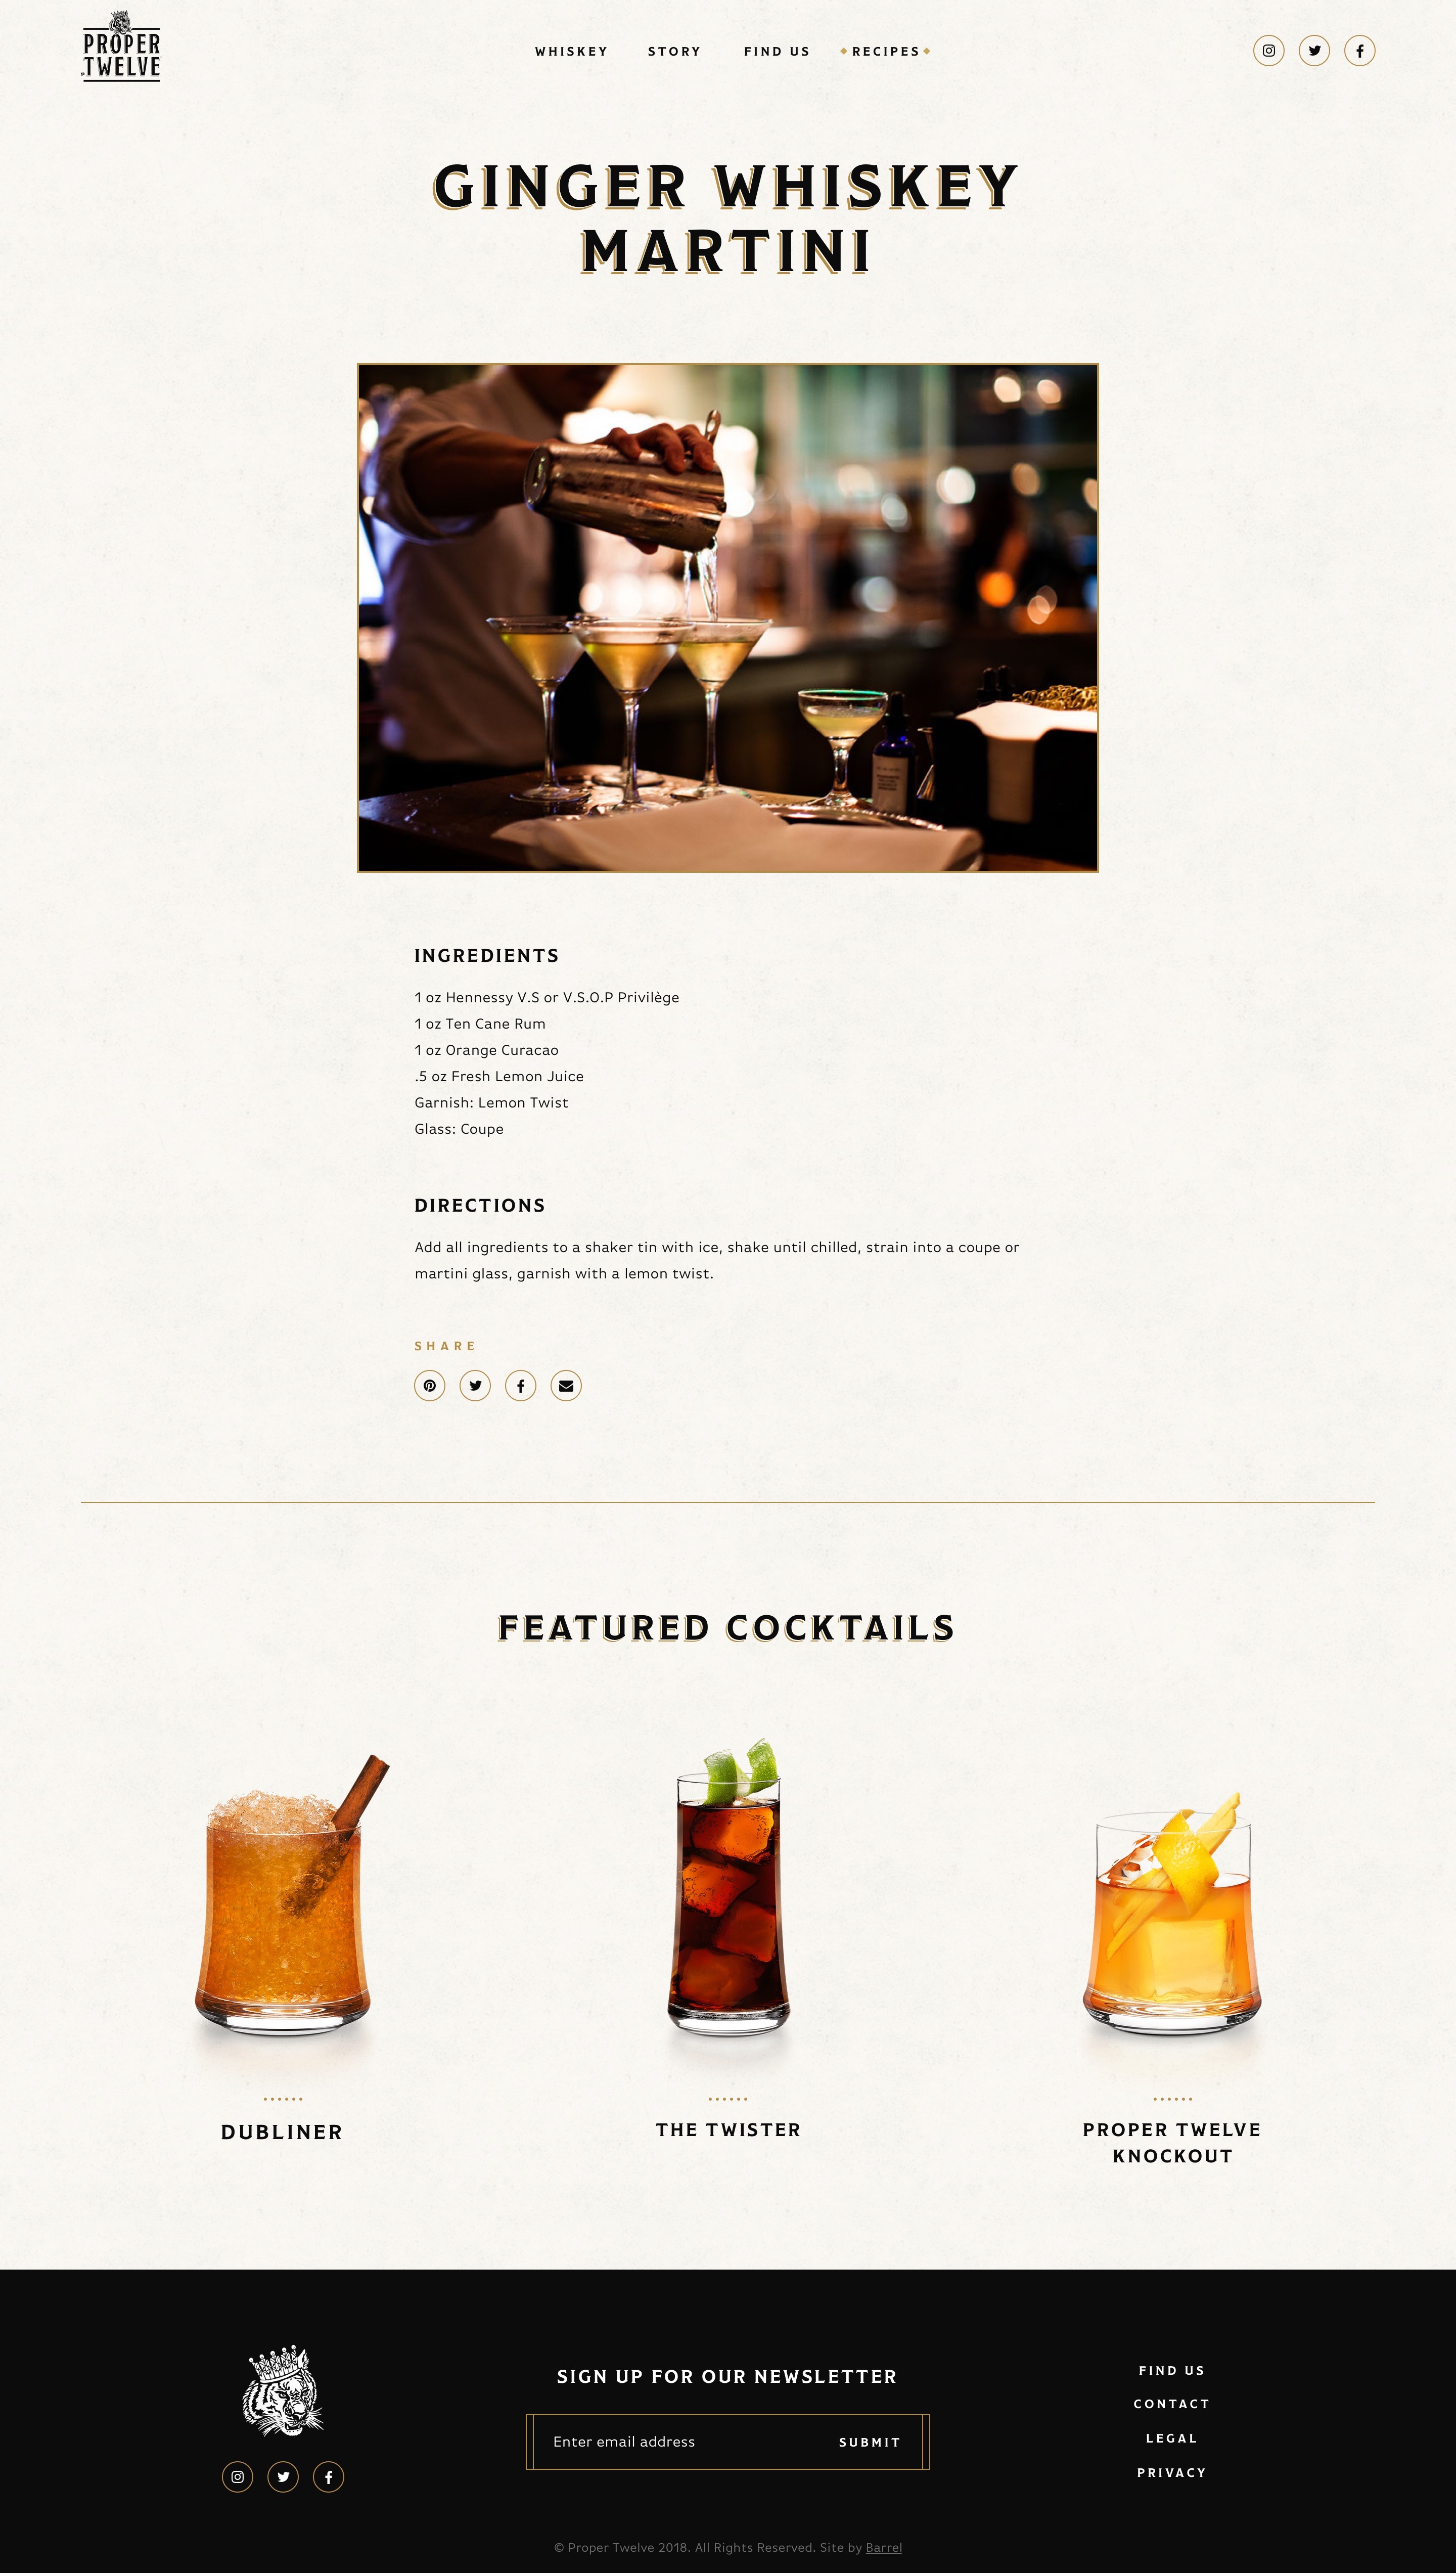 PROPER
TWELVE
WHISKEY STORY FIND US RECIPES
GINGER WHISKEY
MARTINI
INGREDIENTS
1 oz Hennessy V.S or V.S.O.P Privilège
1 oz Ten Cane Rum
1 oz Orange Curacao
.5 oz Fresh Lemon Juice
Garnish: Lemon Twist
Glass: Coupe
DIRECTIONS
Add all ingredients to a shaker tin with ice, shake until chilled, strain into a coupe or
martini glass, garnish with a lemon twist.
SHARE
FEATURED COCKTAILS
DUBLINER
THE TWISTER
PROPER TWELVE
KNOCKOUT
SIGN UP FOR OUR NEWSLETTER
Enter email address SUBMIT
FIND US
CONTACT
LEGAL
PRIVACY
© Proper Twelve 2018. All Rights Reserved. Site by Barrel